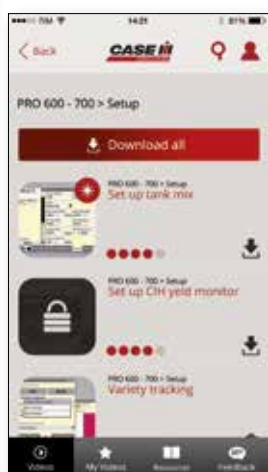 14:21
81%
Back
CASE IH
PRO 600 - 700 > Setup
Download all
PRO 600 - 700 > Setup
Set up tank mix
PRO 600 - 700 > Setup
Set up CIH yeld monitor
PRO 600 - 700 > Setup
Variety tracking
Videos
My Videos
Resources
Feedback